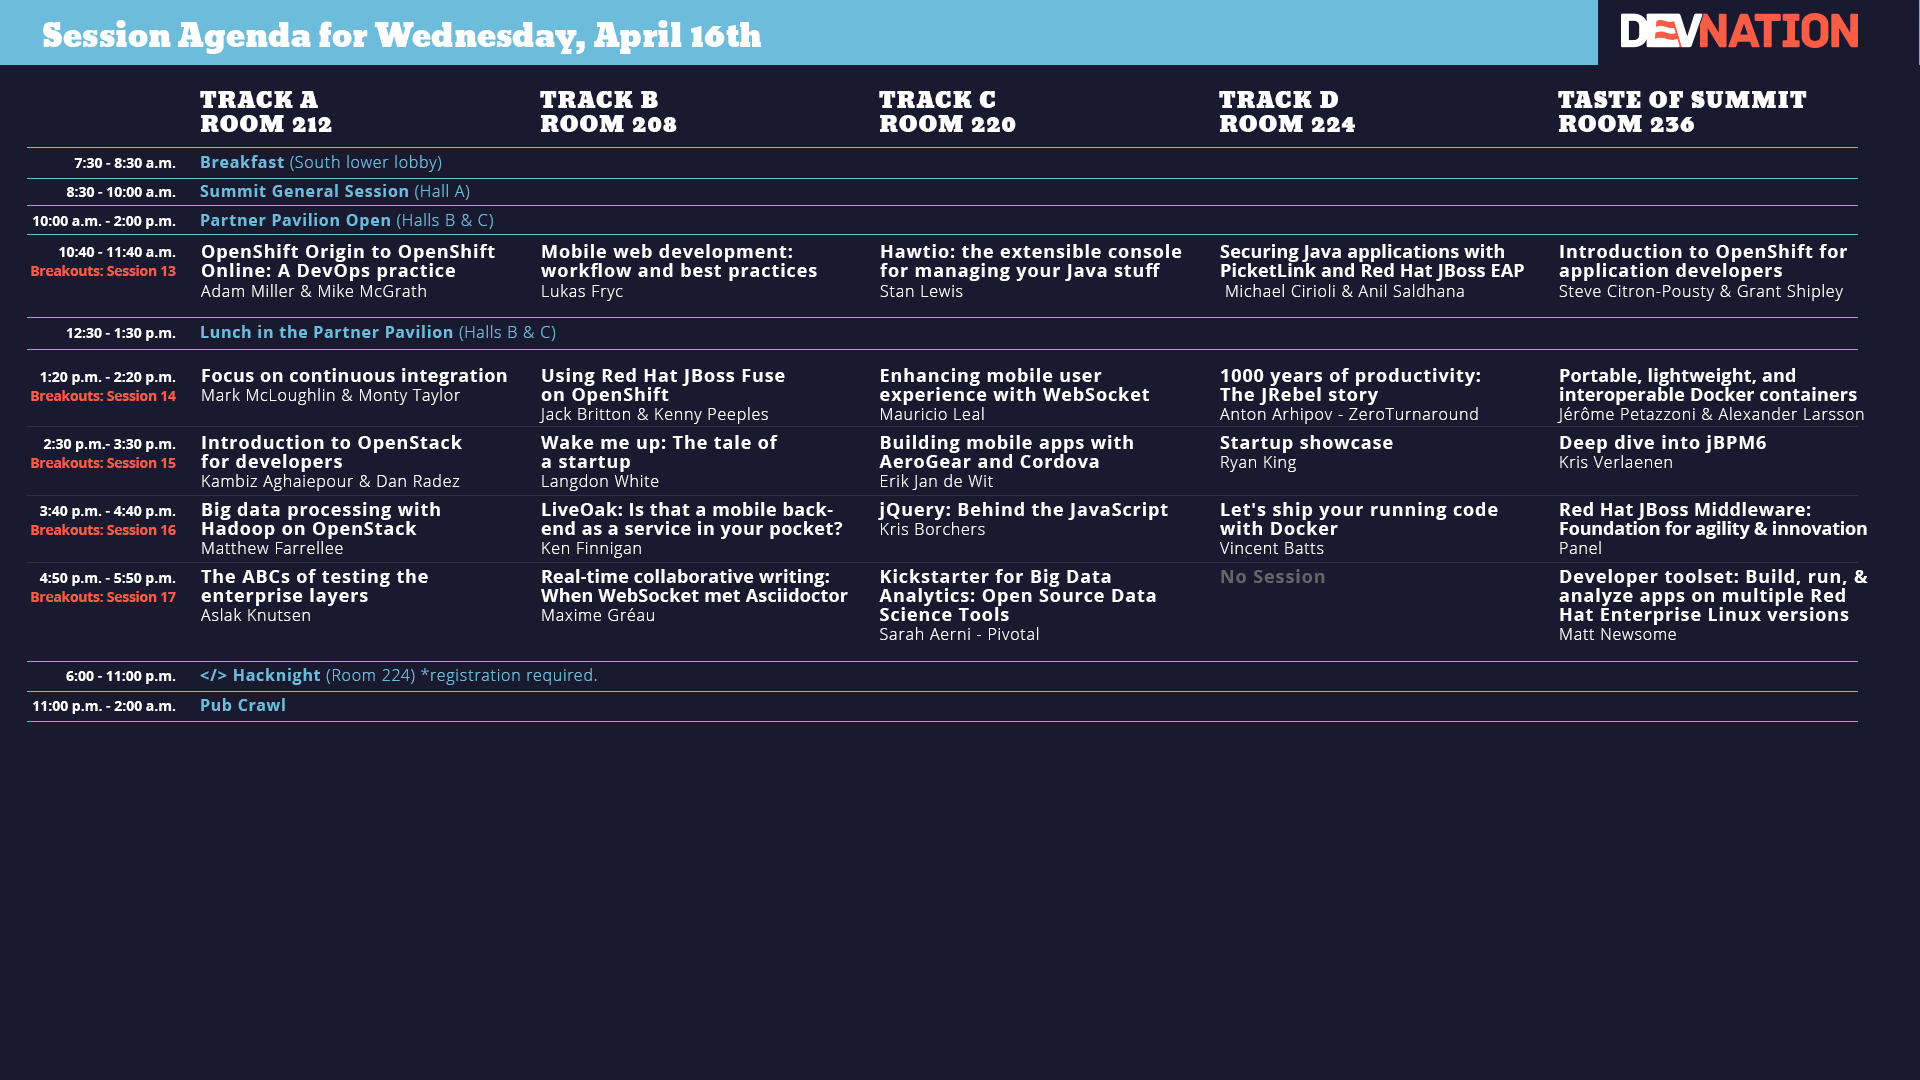 Session Agenda for Wednesday, April 16th
DEVNATION
TRACK A
ROOM 212
TRACK B
ROOM 208
TRACK C
ROOM 220
TRACK D
ROOM 224
TASTE OF SUMMIT
ROOM 236
7:30 - 8:30 a.m.
Breakfast (South lower lobby)
8:30 - 10:00 a.m.
Summit General Session (Hall A)
10:00 a.m. - 2:00 p.m.
Partner Pavilion Open (Halls B & C)
10:40 - 11:40 a.m.
Breakouts: Session 13
OpenShift Origin to OpenShift
Online: A DevOps practice
Adam Miller & Mike McGrath
Mobile web development:
workflow and best practices
Lukas Fryc
Hawtio: the extensible console
for managing your Java stuff
Stan Lewis
Securing Java applications with
PicketLink and Red Hat JBoss EAP
Michael Cirioli & Anil Saldhana
Introduction to OpenShift for
application developers
Steve Citron-Pousty & Grant Shipley
12:30 - 1:30 p.m.
Lunch in the Partner Pavilion (Halls B & C)
1:20 p.m. - 2:20 p.m.
Breakouts: Session 14
Focus on continuous integration
Mark McLoughlin & Monty Taylor
Using Red Hat JBoss Fuse
on OpenShift
Jack Britton & Kenny Peeples
Enhancing mobile user
experience with WebSocket
Mauricio Leal
1000 years of productivity:
The JRebel story
Anton Arhipov - ZeroTurnaround
Portable, lightweight, and
interoperable Docker containers
Jérôme Petazzoni & Alexander Larsson
2:30 p.m.- 3:30 p.m.
Breakouts: Session 15
Introduction to OpenStack
for developers
Kambiz Aghaiepour & Dan Radez
Wake me up: The tale of
a startup
Langdon White
Building mobile apps with
AeroGear and Cordova
Erik Jan de Wit
Startup showcase
Ryan King
Deep dive into jBPM6
Kris Verlaenen
3:40 p.m. - 4:40 p.m.
Breakouts: Session 16
Big data processing with
Hadoop on OpenStack
Matthew Farrellee
LiveOak: Is that a mobile back-
end as a service in your pocket?
Ken Finnigan
jQuery: Behind the JavaScript
Kris Borchers
Let's ship your running code
with Docker
Vincent Batts
Red Hat JBoss Middleware:
Foundation for agility & innovation
Panel
4:50 p.m. - 5:50 p.m.
Breakouts: Session 17
The ABCs of testing the
enterprise layers
Aslak Knutsen
Real-time collaborative writing:
When WebSocket met Asciidoctor
Maxime Gréau
Kickstarter for Big Data
Analytics: Open Source Data
Science Tools
Sarah Aerni - Pivotal
No Session
Developer toolset: Build, run, &
analyze apps on multiple Red
Hat Enterprise Linux versions
Matt Newsome
6:00 - 11:00 p.m.
</> Hacknight (Room 224) *registration required.
11:00 p.m. - 2:00 a.m.
Pub Crawl